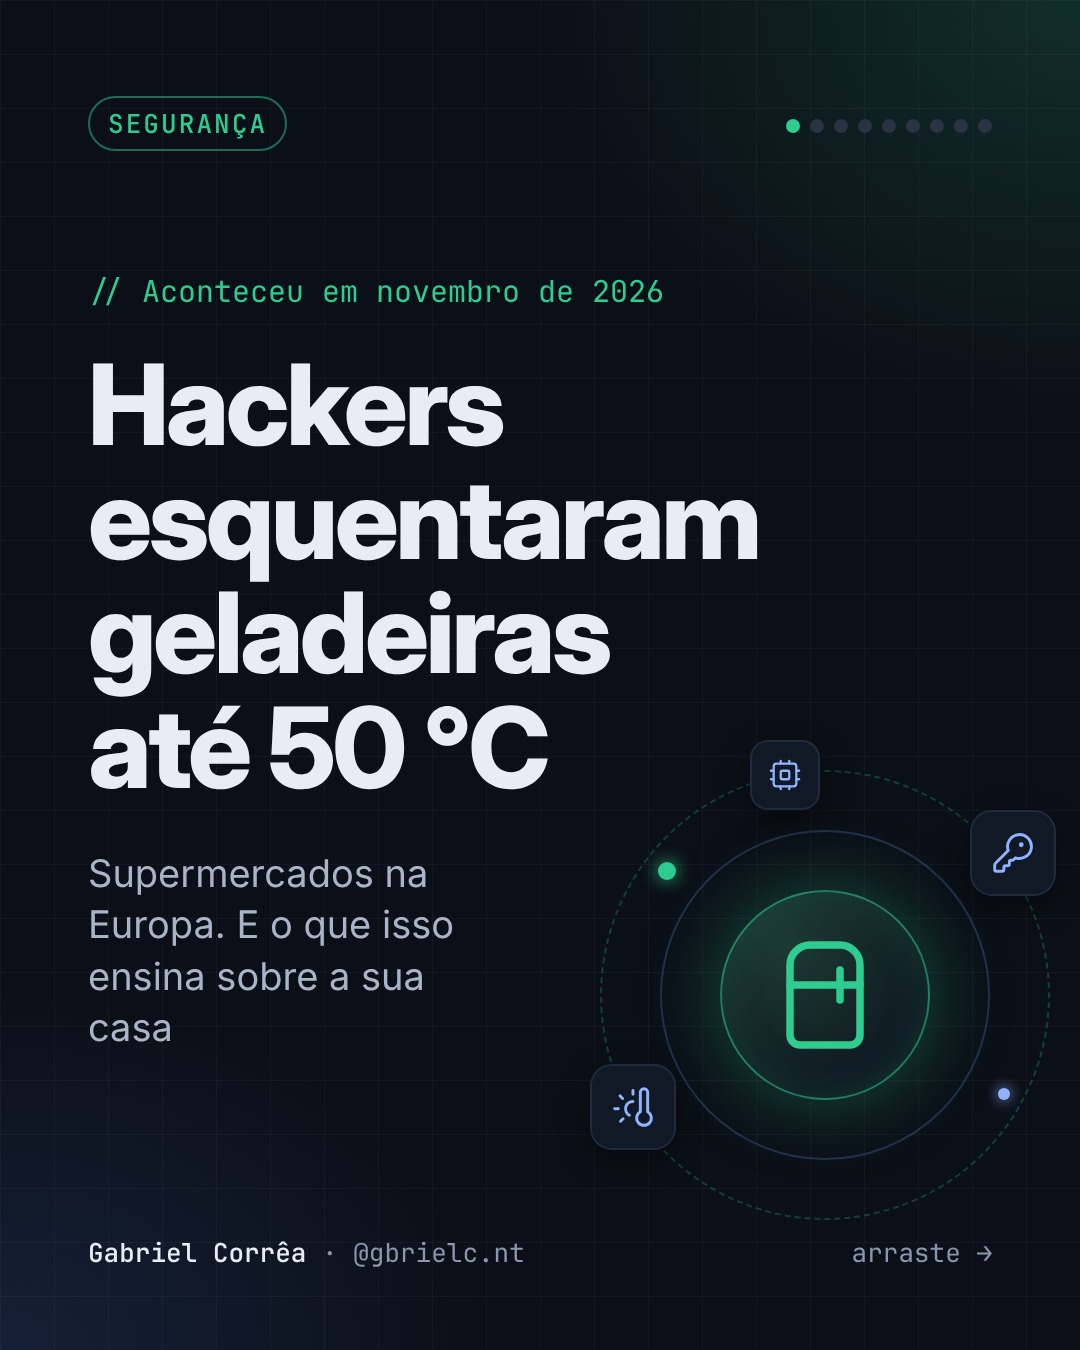 SEGURANÇA
// Aconteceu em novembro de 2026
Hackers
esquentaram
geladeiras
até 50 °C
Supermercados na
Europa. E o que isso
ensina sobre a sua
casa
Gabriel Corrêa · @gbrielc.nt
arraste →